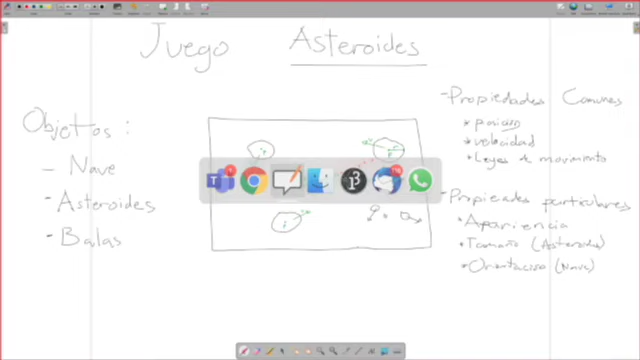 Juego Asteroides
Objetos :
- Nave
- Asteroides
- Balas
- Propiedades Comunes
* posicion
* velocidad
* Leyes de movimiento
- Propiedades particulares
* Apariencia
* Tamaño (Asteroides)
* Orientacion (Nave)